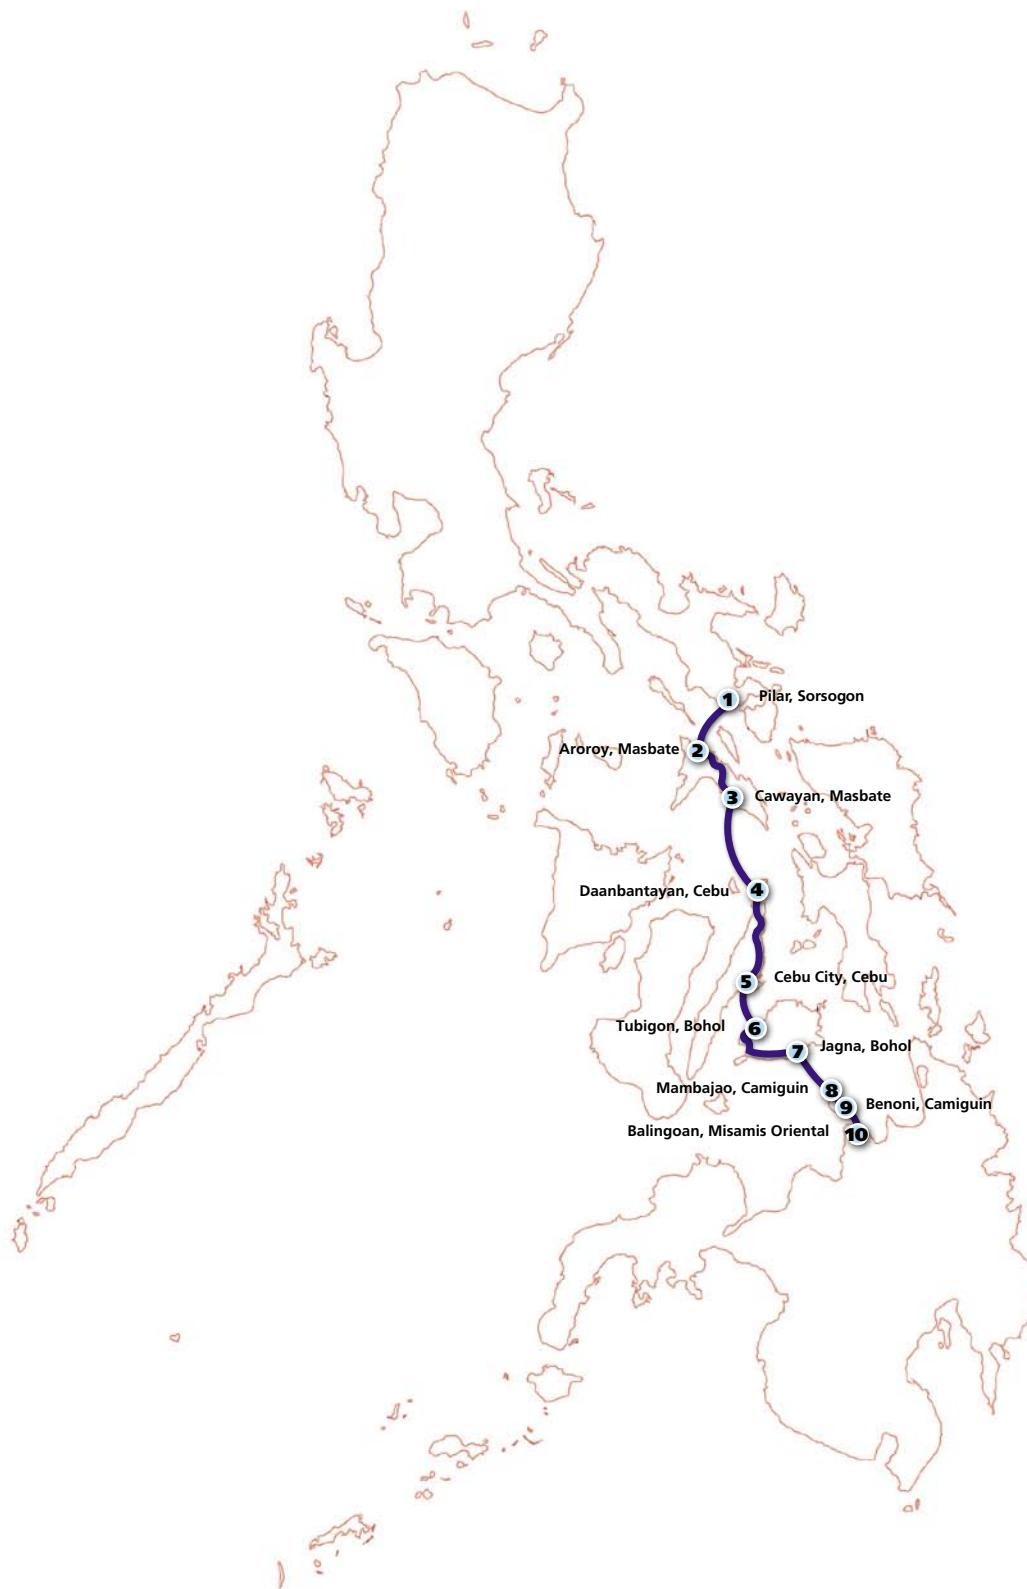 1 Pilar, Sorsogon
Aroroy, Masbate 2
3 Cawayan, Masbate
Daanbantayan, Cebu 4
5 Cebu City, Cebu
Tubigon, Bohol 6
7 Jagna, Bohol
Mambajao, Camiguin 8
9 Benoni, Camiguin
Balingoan, Misamis Oriental 10